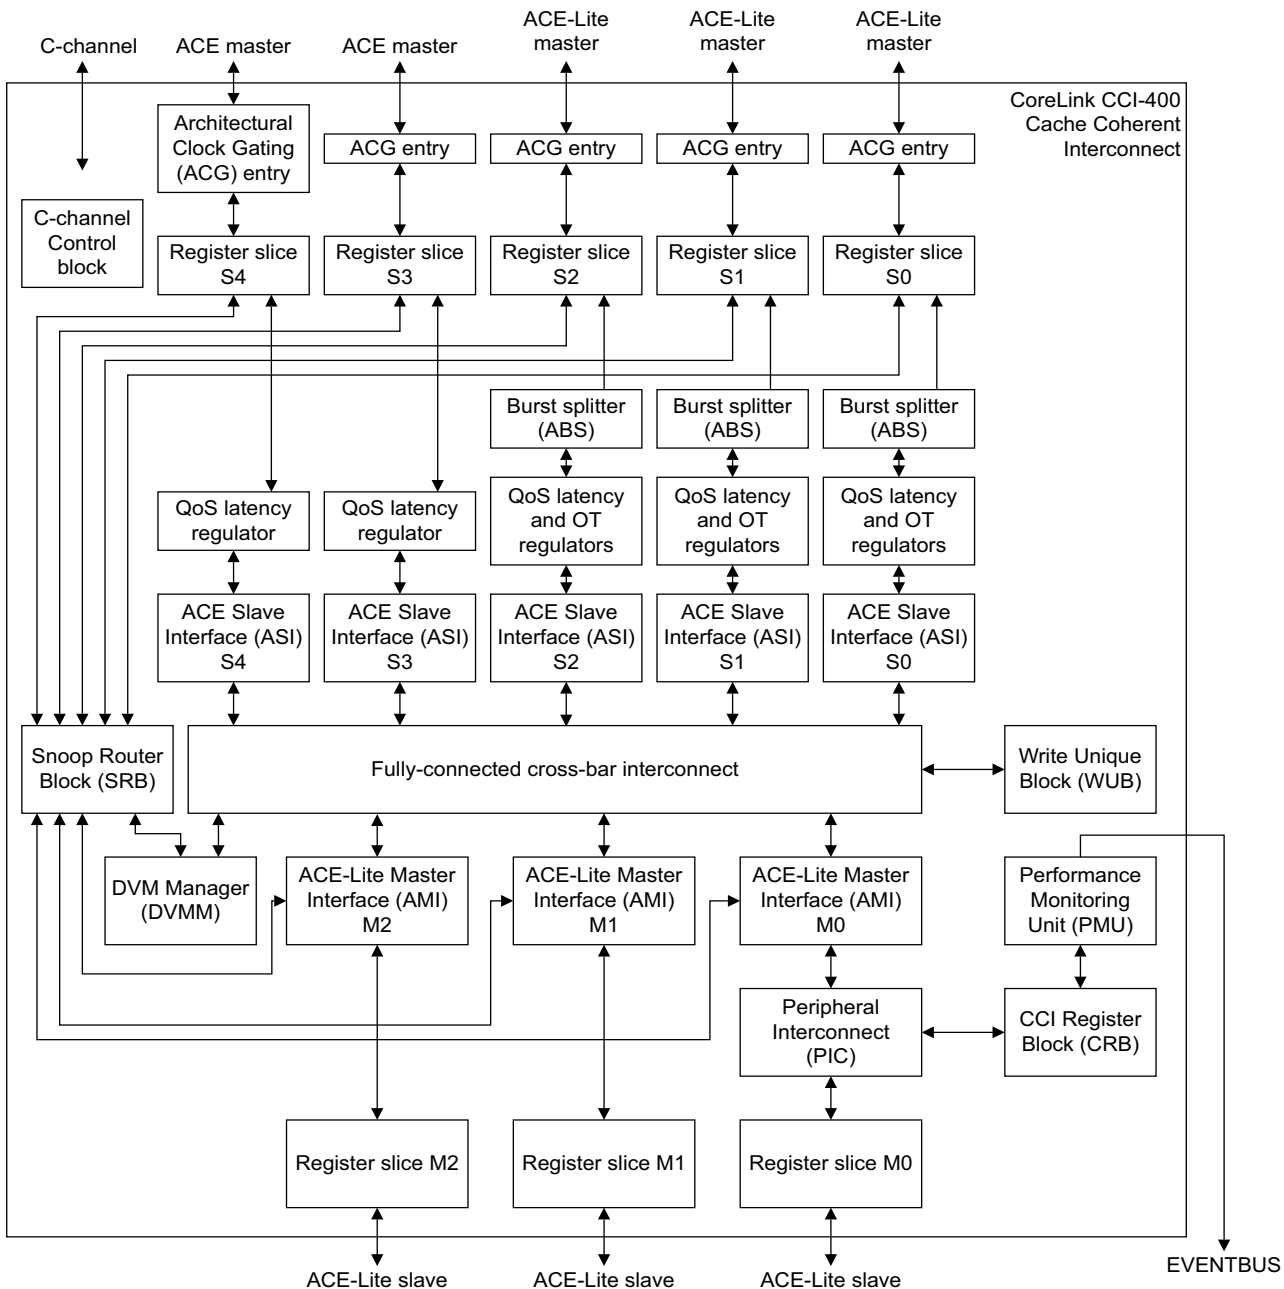 C-channel
ACE master
ACE master
ACE-Lite
master
ACE-Lite
master
ACE-Lite
master
CoreLink CCI-400
Cache Coherent
Interconnect
Architectural
Clock Gating
(ACG) entry
ACG entry
ACG entry
ACG entry
ACG entry
C-channel
Control
block
Register slice
S4
Register slice
S3
Register slice
S2
Register slice
S1
Register slice
S0
Burst splitter
(ABS)
Burst splitter
(ABS)
Burst splitter
(ABS)
QoS latency
regulator
QoS latency
regulator
QoS latency
and OT
regulators
QoS latency
and OT
regulators
QoS latency
and OT
regulators
ACE Slave
Interface (ASI)
S4
ACE Slave
Interface (ASI)
S3
ACE Slave
Interface (ASI)
S2
ACE Slave
Interface (ASI)
S1
ACE Slave
Interface (ASI)
S0
Snoop Router
Block (SRB)
Fully-connected cross-bar interconnect
Write Unique
Block (WUB)
DVM Manager
(DVMM)
ACE-Lite Master
Interface (AMI)
M2
ACE-Lite Master
Interface (AMI)
M1
ACE-Lite Master
Interface (AMI)
M0
Performance
Monitoring
Unit (PMU)
Peripheral
Interconnect
(PIC)
CCI Register
Block (CRB)
Register slice M2
Register slice M1
Register slice M0
ACE-Lite slave
ACE-Lite slave
ACE-Lite slave
EVENTBUS